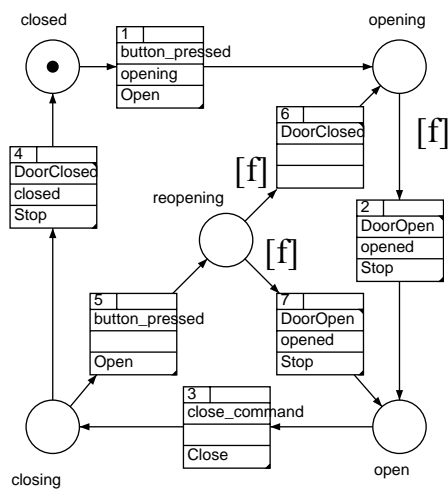 closed
opening
1
button_pressed
opening
Open
6
DoorClosed
[f]
4
DoorClosed
closed
Stop
[f]
reopening
2
DoorOpen
opened
Stop
[f]
5
button_pressed
Open
7
DoorOpen
opened
Stop
3
close_command
Close
closing
open